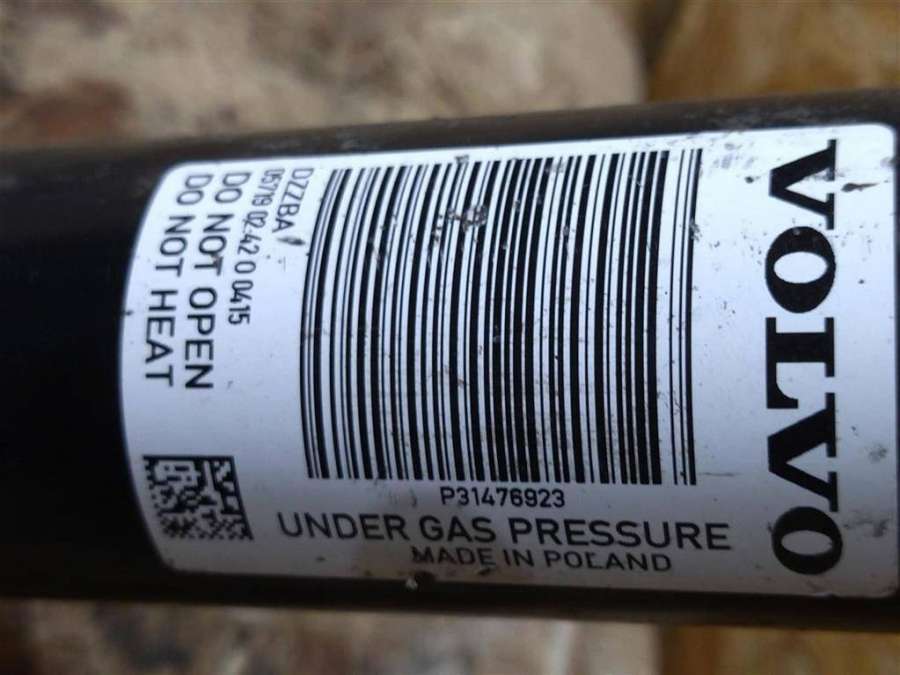 VOLVO
P31476923
UNDER GAS PRESSURE
MADE IN POLAND
DZZBA
05719 02 42 0 0415
DO NOT OPEN
DO NOT HEAT